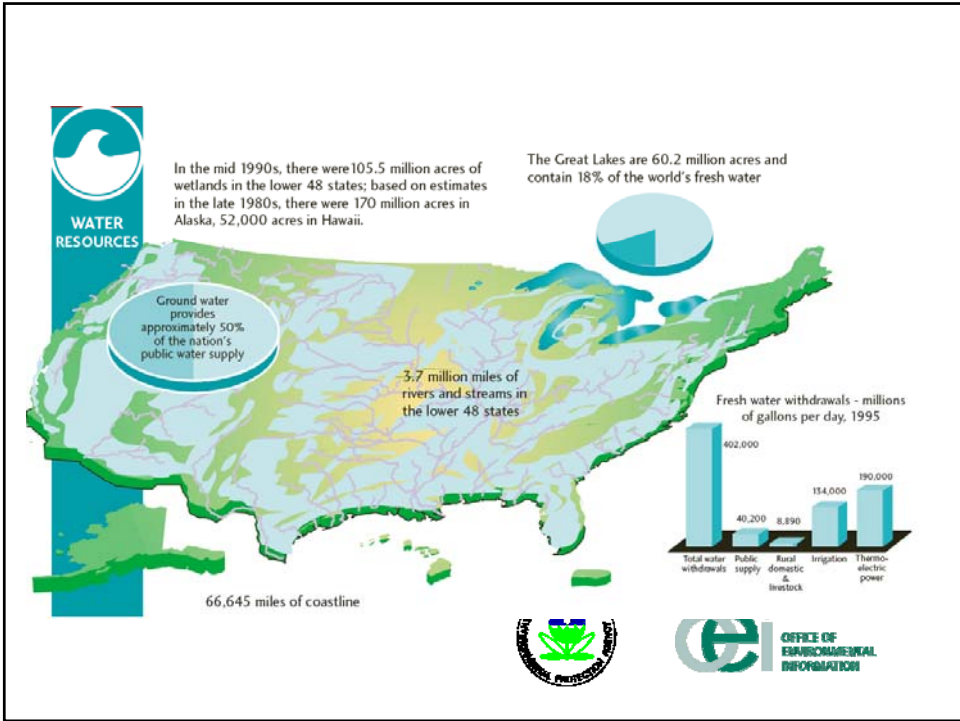 In the mid 1990s, there were105.5 million acres of
wetlands in the lower 48 states; based on estimates
in the late 1980s, there were 170 million acres in
Alaska, 52,000 acres in Hawaii.
The Great Lakes are 60.2 million acres and
contain 18% of the world's fresh water
WATER
RESOURCES
Ground water
provides
approximately 50%
of the nation's
public water supply
3.7 million miles of
rivers and streams in
the lower 48 states
Fresh water withdrawals - millions
of gallons per day, 1995
402,000
40,200
8,890
134,000
190,000
Total water
withdrawals
Public
supply
Rural
domestic
&
livestock
Irrigation
Thermo-
electric
power
66,645 miles of coastline
ENVIRONMENTAL PROTECTION AGENCY
oei
OFFICE OF
ENVIRONMENTAL
INFORMATION